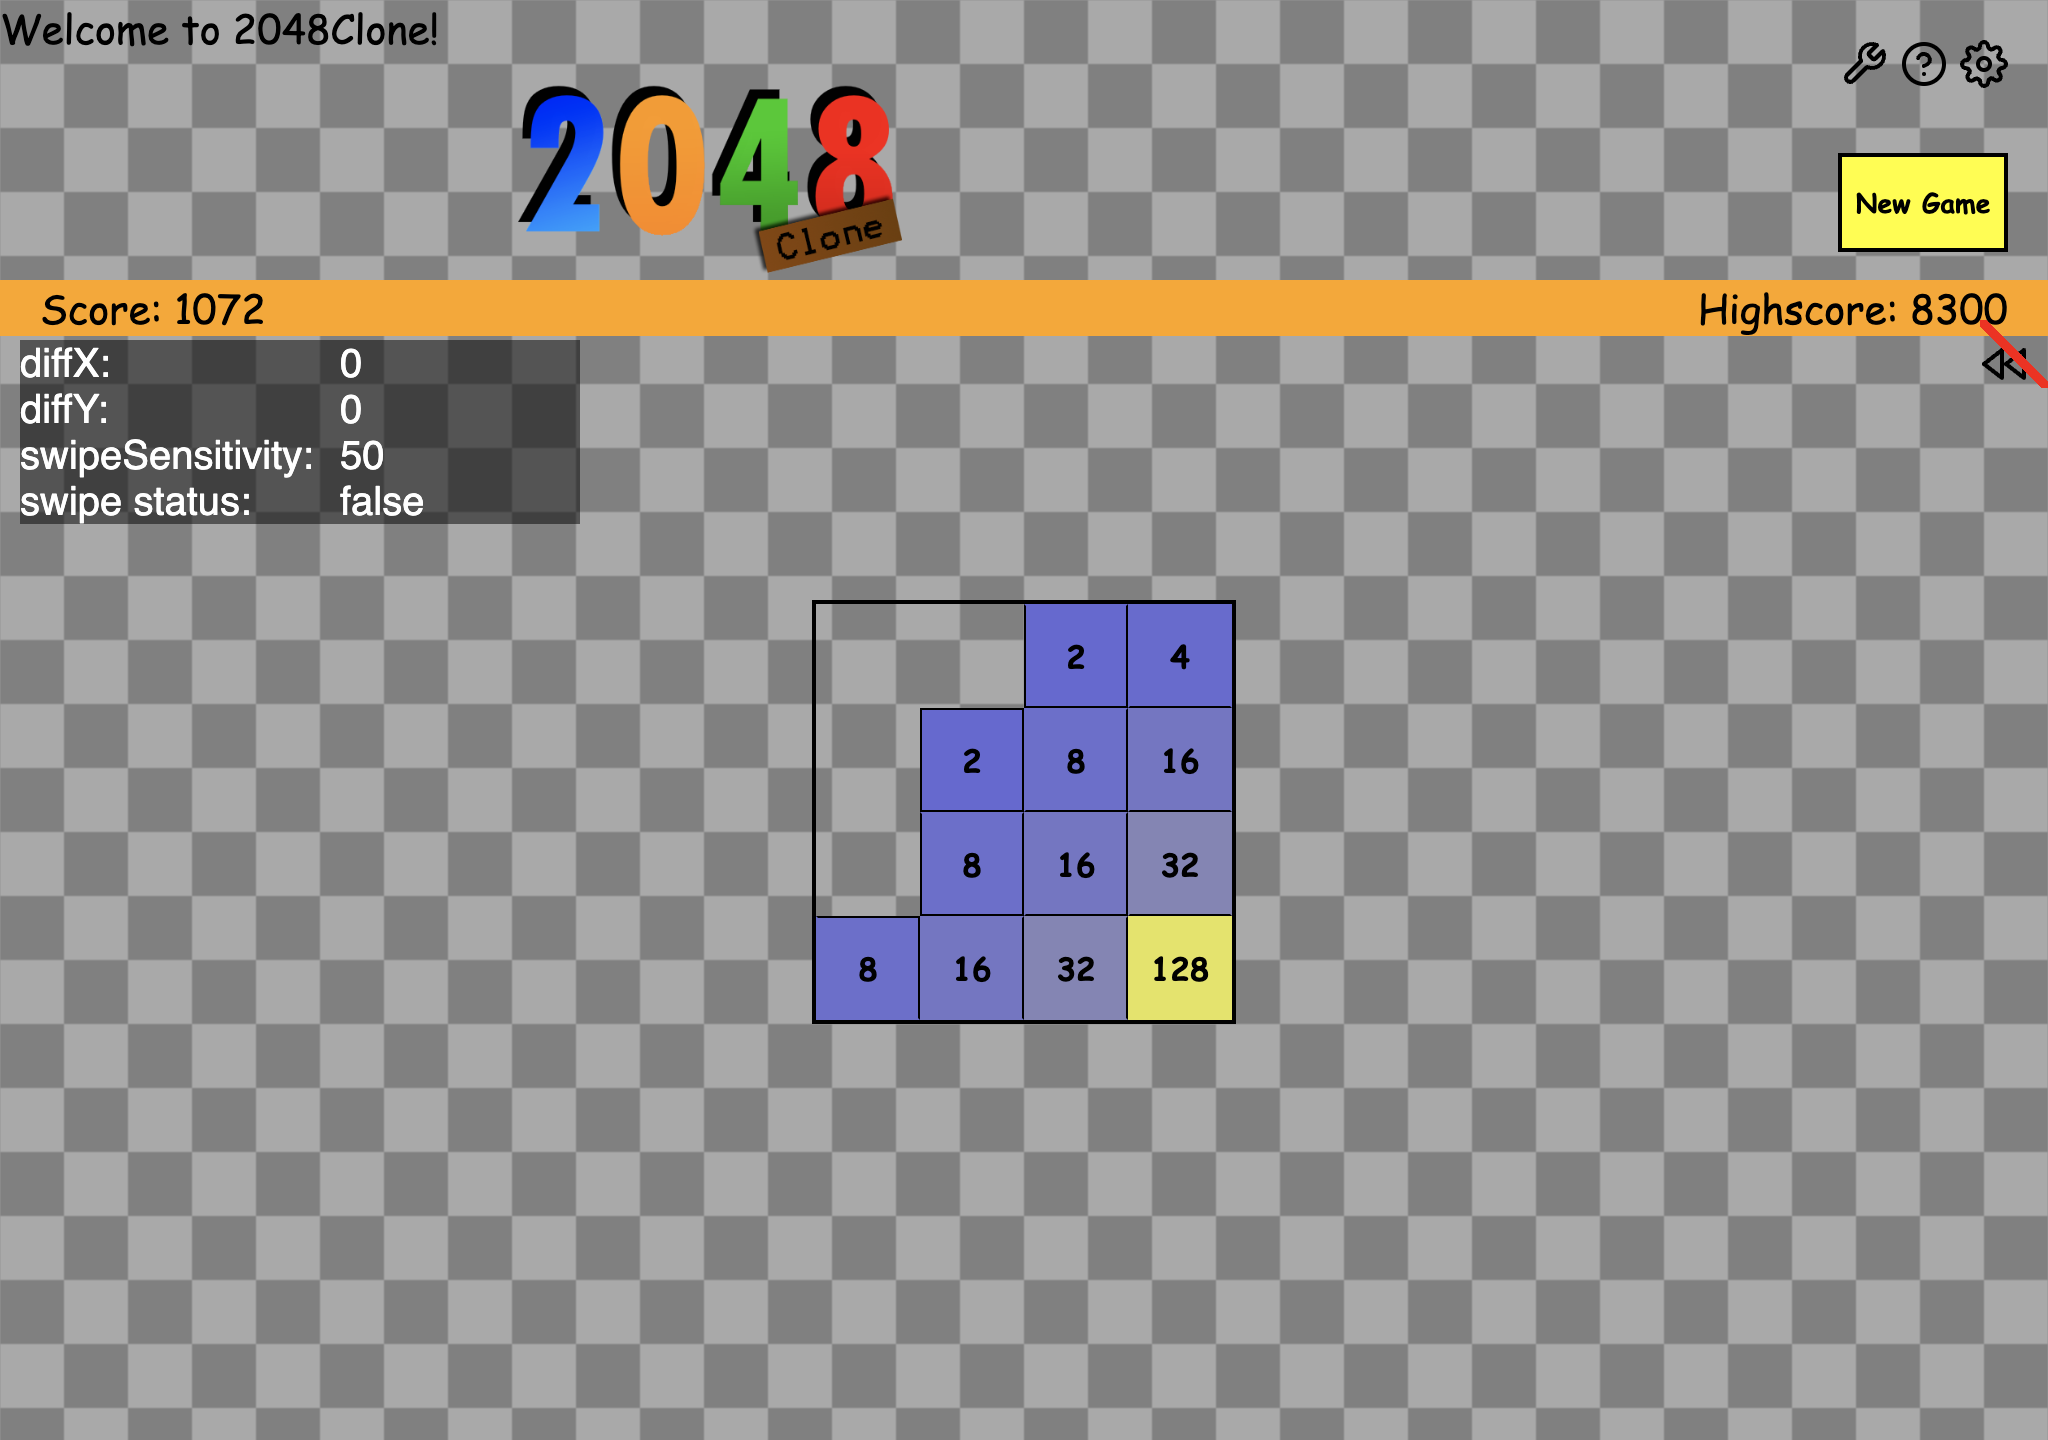 Welcome to 2048Clone!
2048
Clone
New Game
Score: 1072
Highscore: 8300
diffX: 0
diffY: 0
swipeSensitivity: 50
swipe status: false
2 4
2 8 16
8 16 32
8 16 32 128